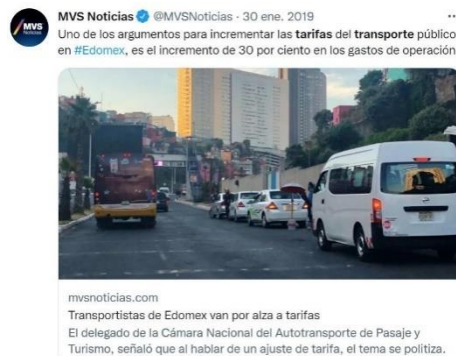 MVS Noticias @MVSNoticias · 30 ene. 2019
Uno de los argumentos para incrementar las tarifas del transporte público
en #Edomex, es el incremento de 30 por ciento en los gastos de operación
MVS
Noticias
mvsnoticias.com
Transportistas de Edomex van por alza a tarifas
El delegado de la Cámara Nacional del Autotransporte de Pasaje y
Turismo, señaló que al hablar de un ajuste de tarifa, el tema se politiza.